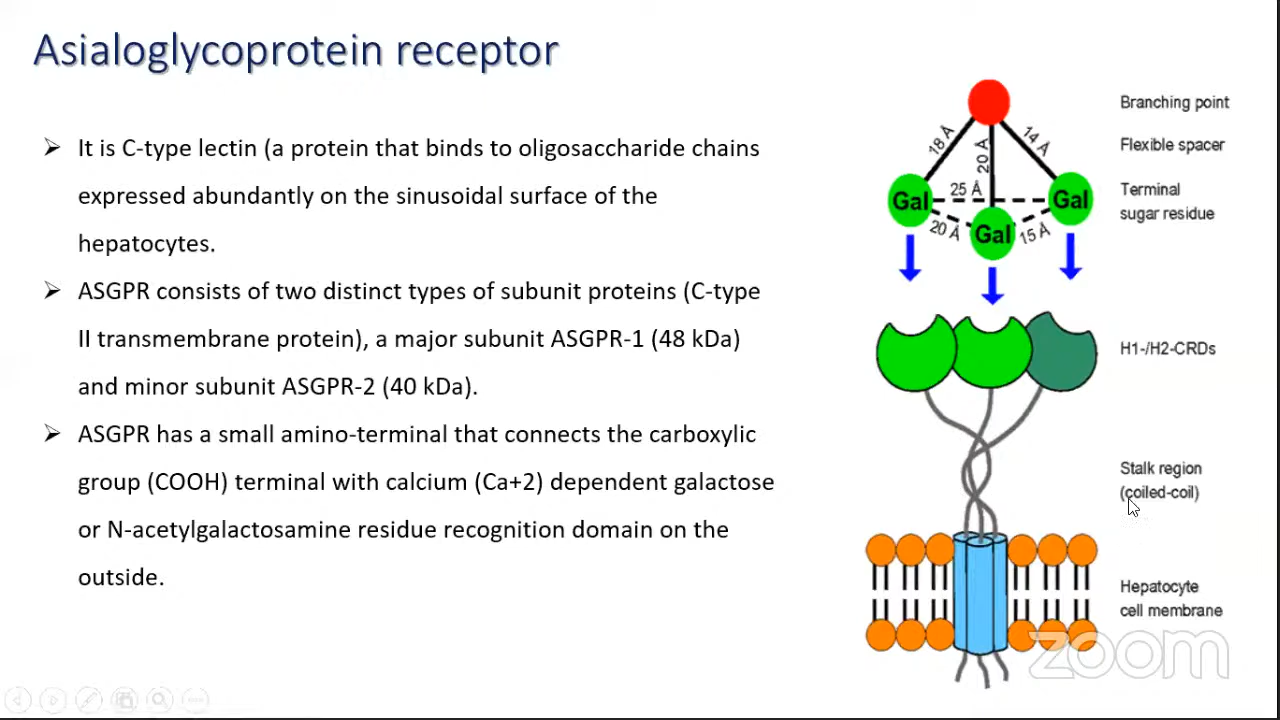 Asialoglycoprotein receptor
➢ It is C-type lectin (a protein that binds to oligosaccharide chains
expressed abundantly on the sinusoidal surface of the
hepatocytes.
➢ ASGPR consists of two distinct types of subunit proteins (C-type
II transmembrane protein), a major subunit ASGPR-1 (48 kDa)
and minor subunit ASGPR-2 (40 kDa).
➢ ASGPR has a small amino-terminal that connects the carboxylic
group (COOH) terminal with calcium (Ca+2) dependent galactose
or N-acetylgalactosamine residue recognition domain on the
outside.
Branching point
18 Å
20 Å
14 Å
Flexible spacer
Gal
25 Å
Gal
Terminal
sugar residue
20 Å
Gal
15 Å
H1-/H2-CRDs
Stalk region
(coiled-coil)
Hepatocyte
cell membrane
zoom